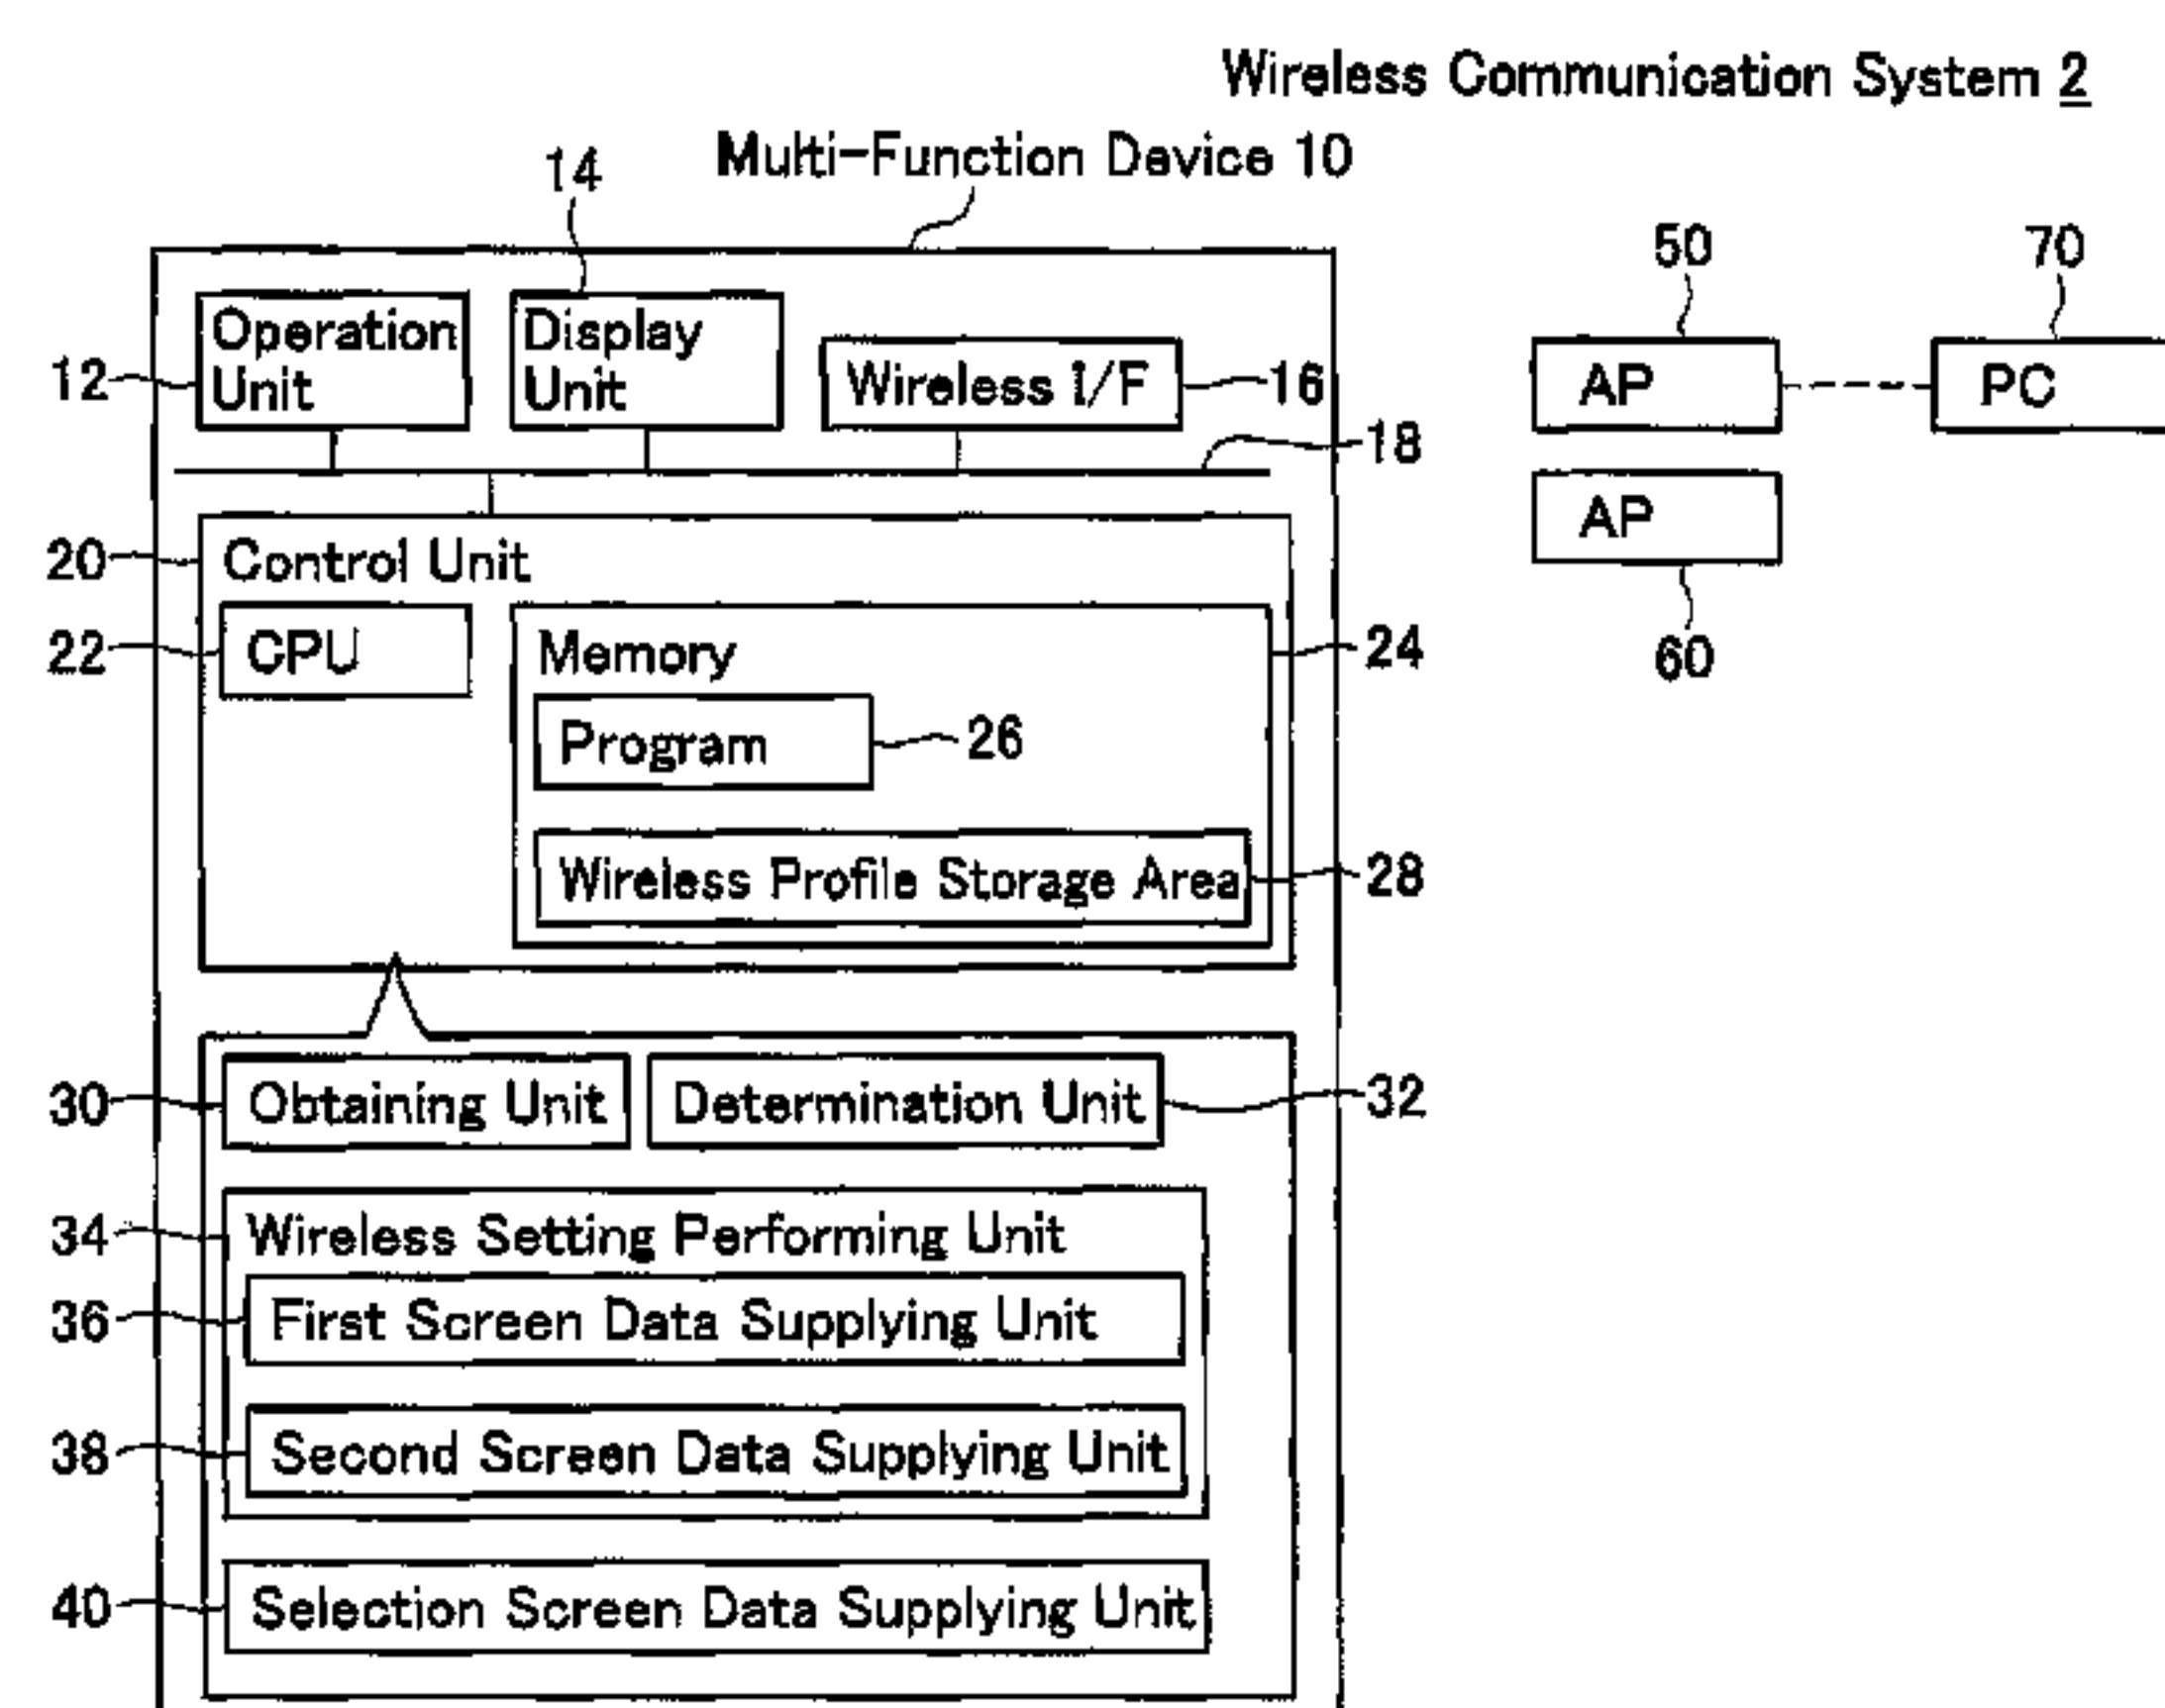 Wireless Communication System 2
Multi-Function Device 10
14
50
70
Operation
Unit
Display
Unit
12
Wireless I/F
16
AP
PC
18
AP
20
Control Unit
22
CPU
Memory
24
60
Program
26
Wireless Profile Storage Area
28
30
Obtaining Unit
Determination Unit
32
34
Wireless Setting Performing Unit
36
First Screen Data Supplying Unit
38
Second Screen Data Supplying Unit
40
Selection Screen Data Supplying Unit